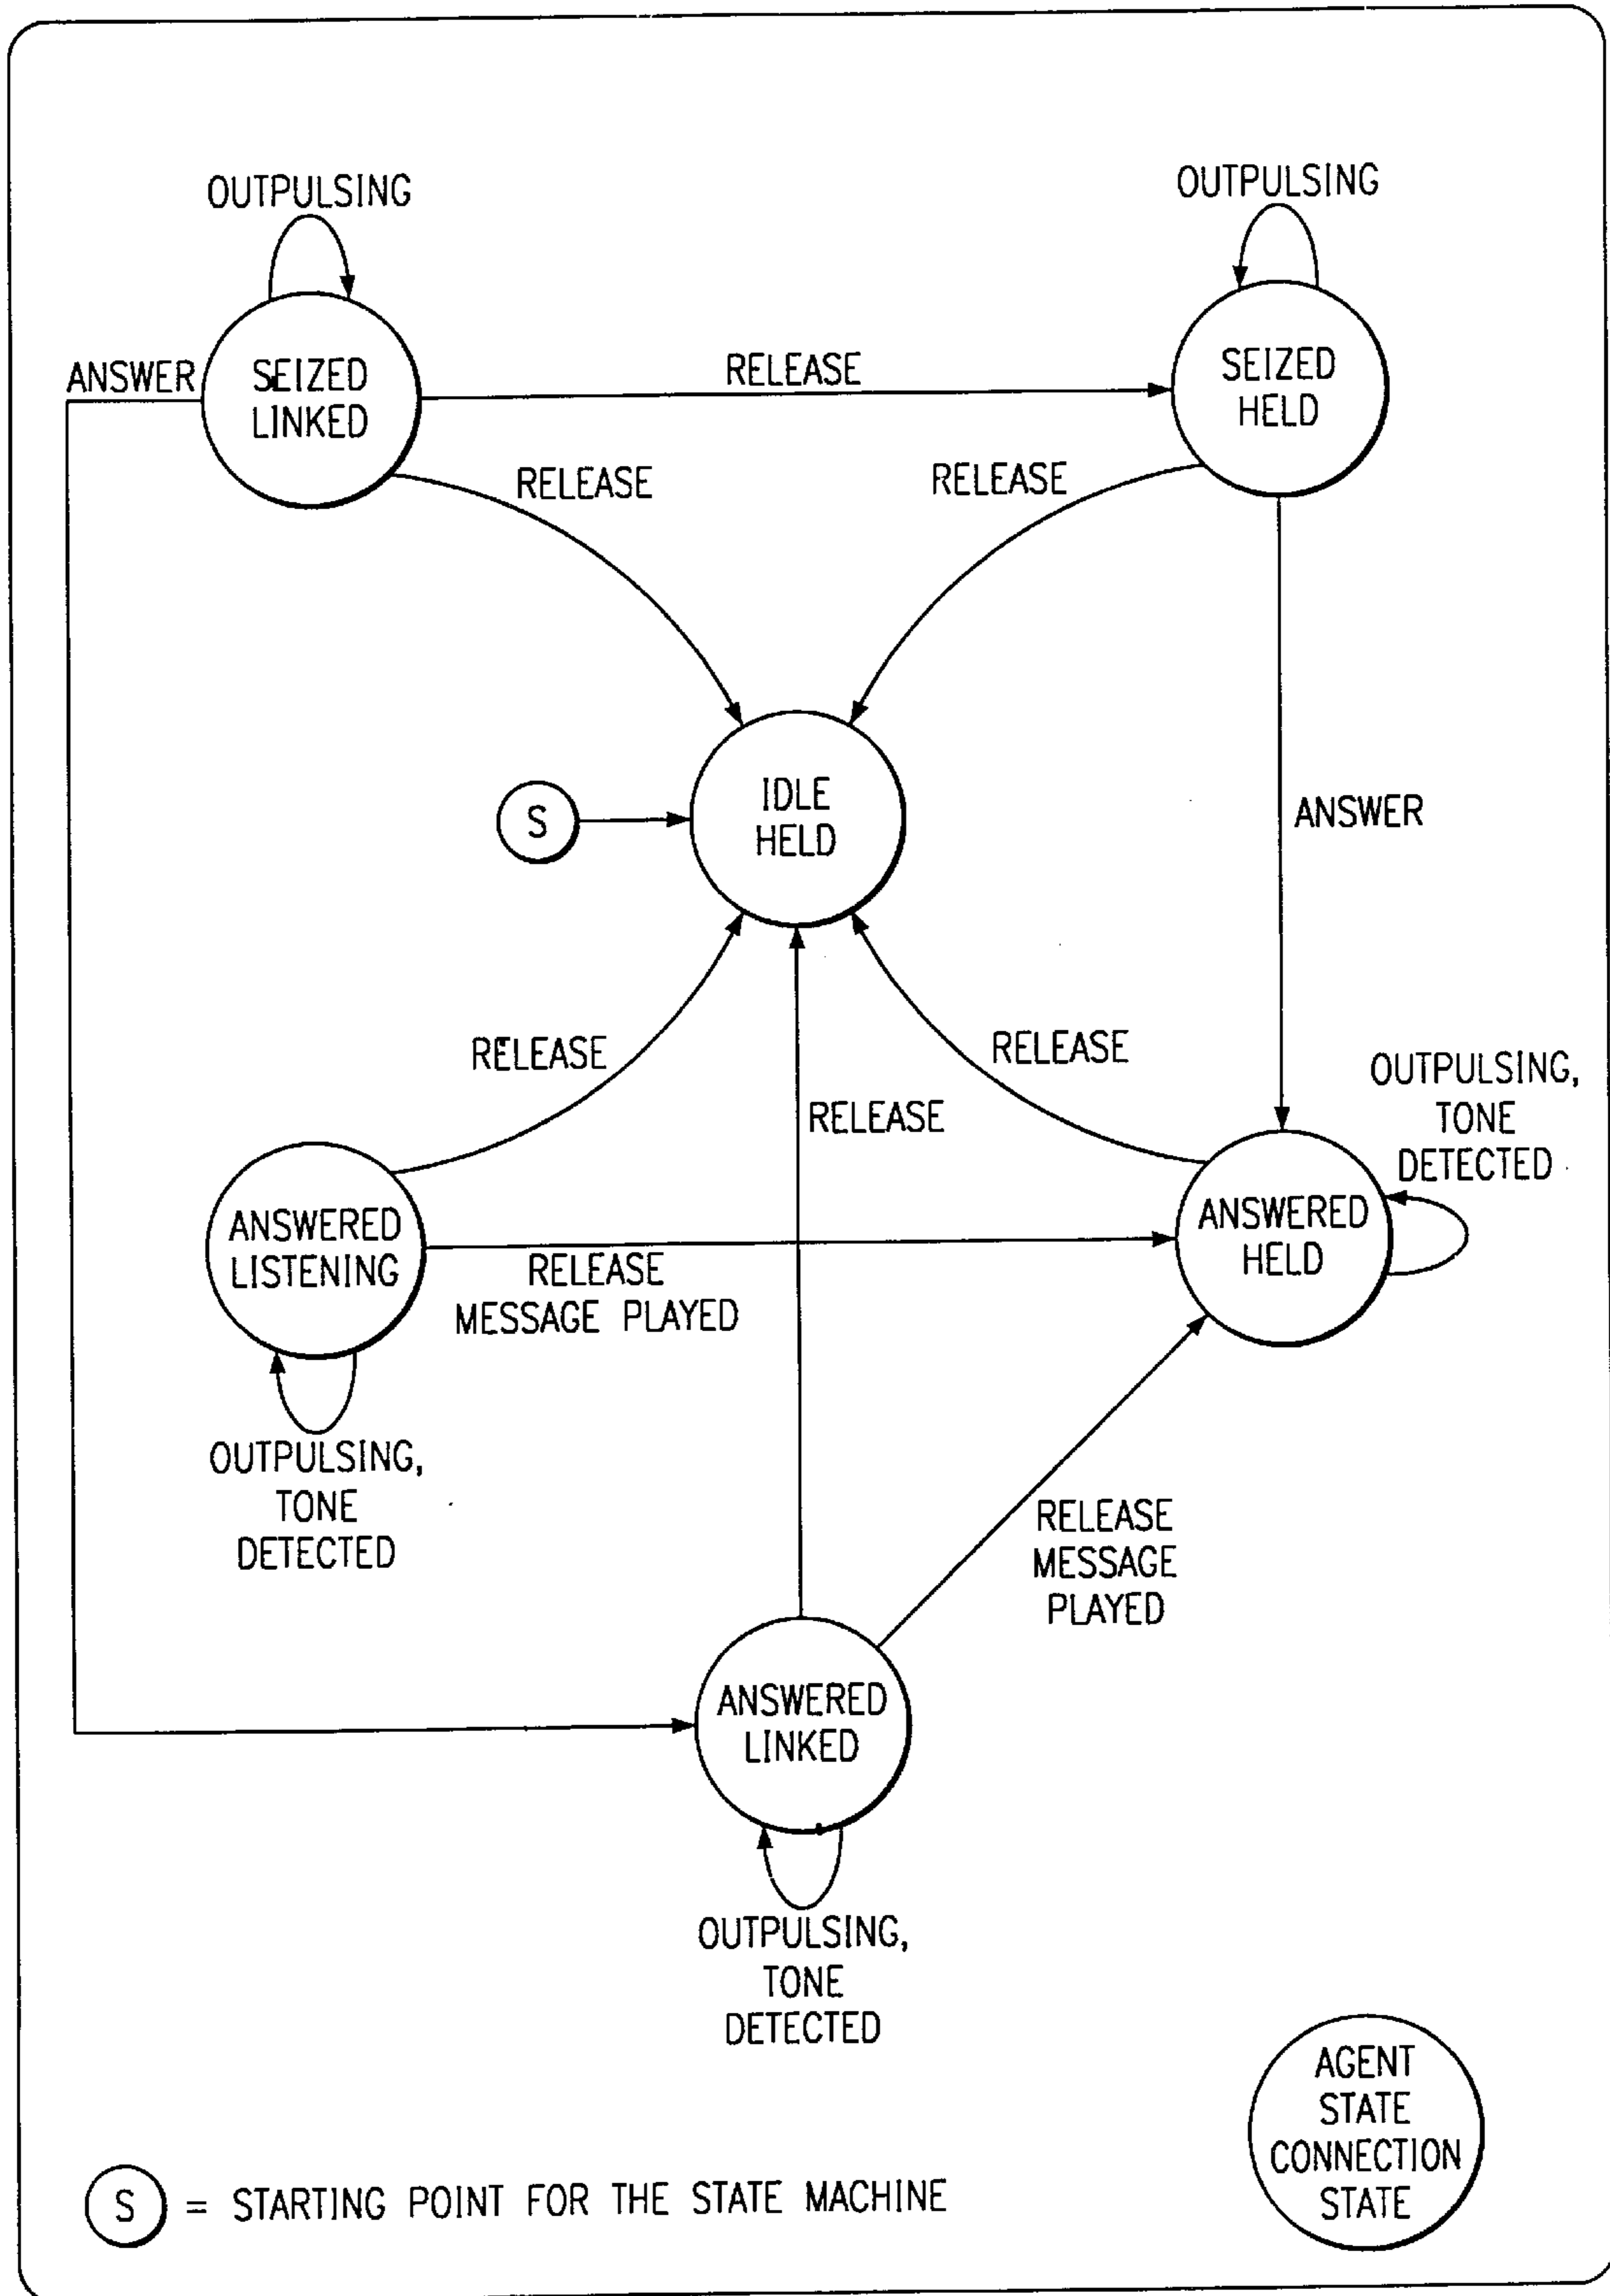 OUTPULSING
OUTPULSING
ANSWER
SEIZED
LINKED
RELEASE
SEIZED
HELD
RELEASE
RELEASE
IDLE
HELD
S
ANSWER
RELEASE
RELEASE
RELEASE
OUTPULSING,
TONE
DETECTED
ANSWERED
LISTENING
RELEASE
MESSAGE PLAYED
ANSWERED
HELD
OUTPULSING,
TONE
DETECTED
RELEASE
MESSAGE
PLAYED
ANSWERED
LINKED
OUTPULSING,
TONE
DETECTED
AGENT
STATE
CONNECTION
STATE
S = STARTING POINT FOR THE STATE MACHINE